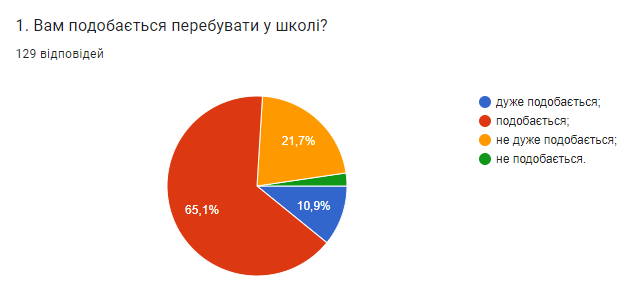 1. Вам подобається перебувати у школі?
129 відповідей
дуже подобається;
подобається;
не дуже подобається;
не подобається.
21,7%
65,1%
10,9%